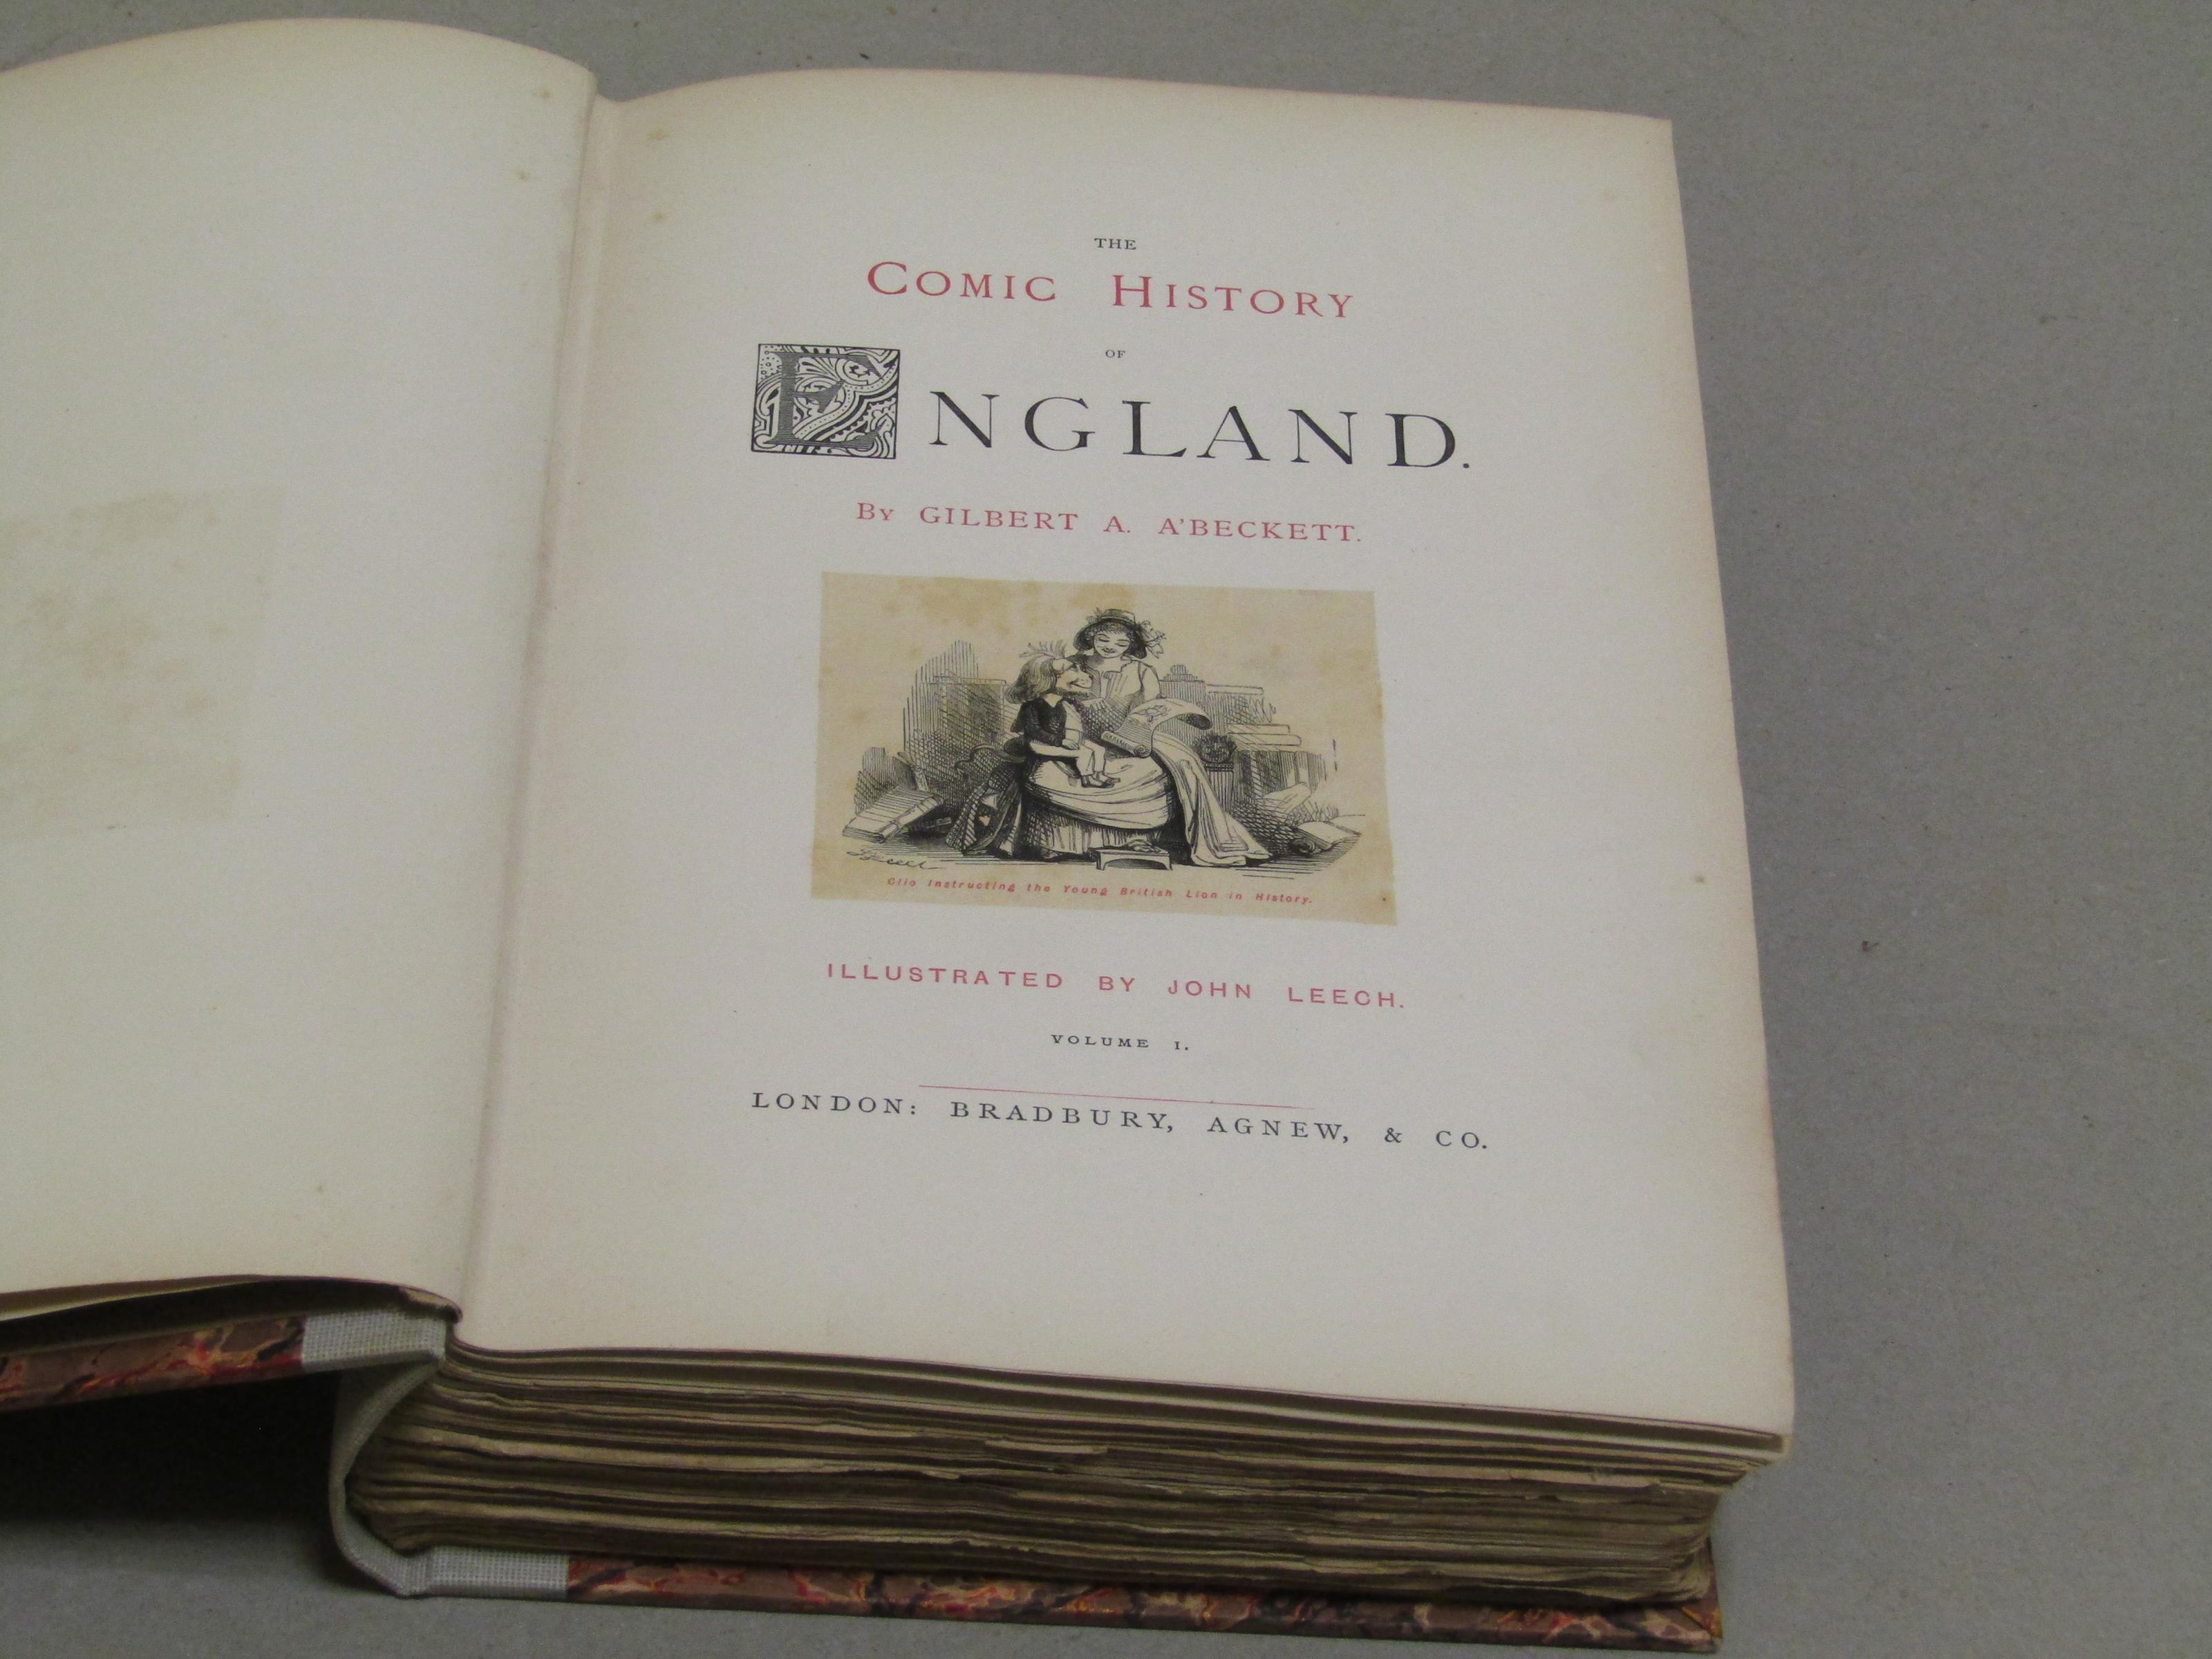 THE
COMIC HISTORY
OF
ENGLAND.
By GILBERT A. A'BECKETT.
J Leech
Clio Instructing the Young British Lion in History.
ILLUSTRATED BY JOHN LEECH.
VOLUME I.
LONDON: BRADBURY, AGNEW, & CO.